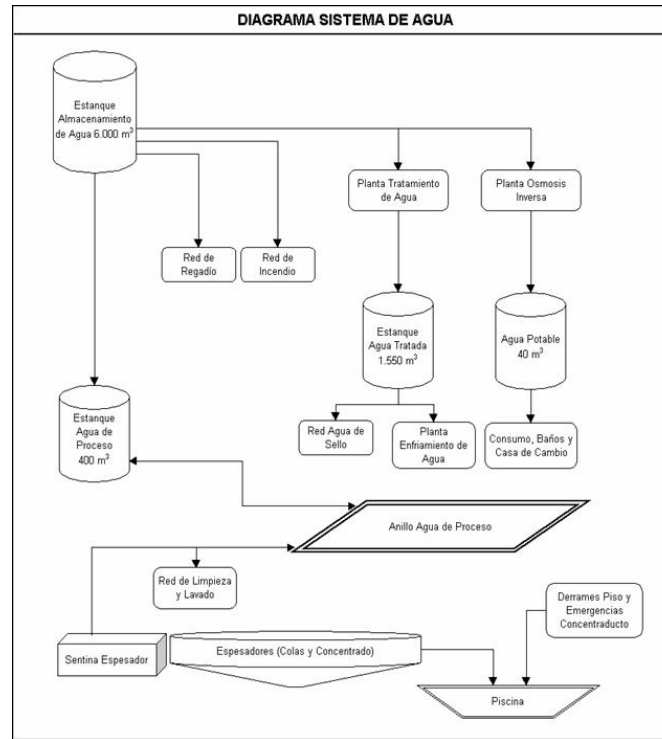 DIAGRAMA SISTEMA DE AGUA
Estanque
Almacenamiento
de Agua 6.000 m³
Planta Tratamiento
de Agua
Planta Osmosis
Inversa
Red de
Regadío
Red de
Incendio
Estanque
Agua Tratada
1.550 m³
Agua Potable
40 m³
Estanque
Agua de
Proceso
400 m³
Red Agua de
Sello
Planta
Enfriamiento de
Agua
Consumo, Baños y
Casa de Cambio
Anillo Agua de Proceso
Red de Limpieza
y Lavado
Derrames Piso y
Emergencias
Concentraducto
Sentina Espesador
Espesadores (Colas y Concentrado)
Piscina